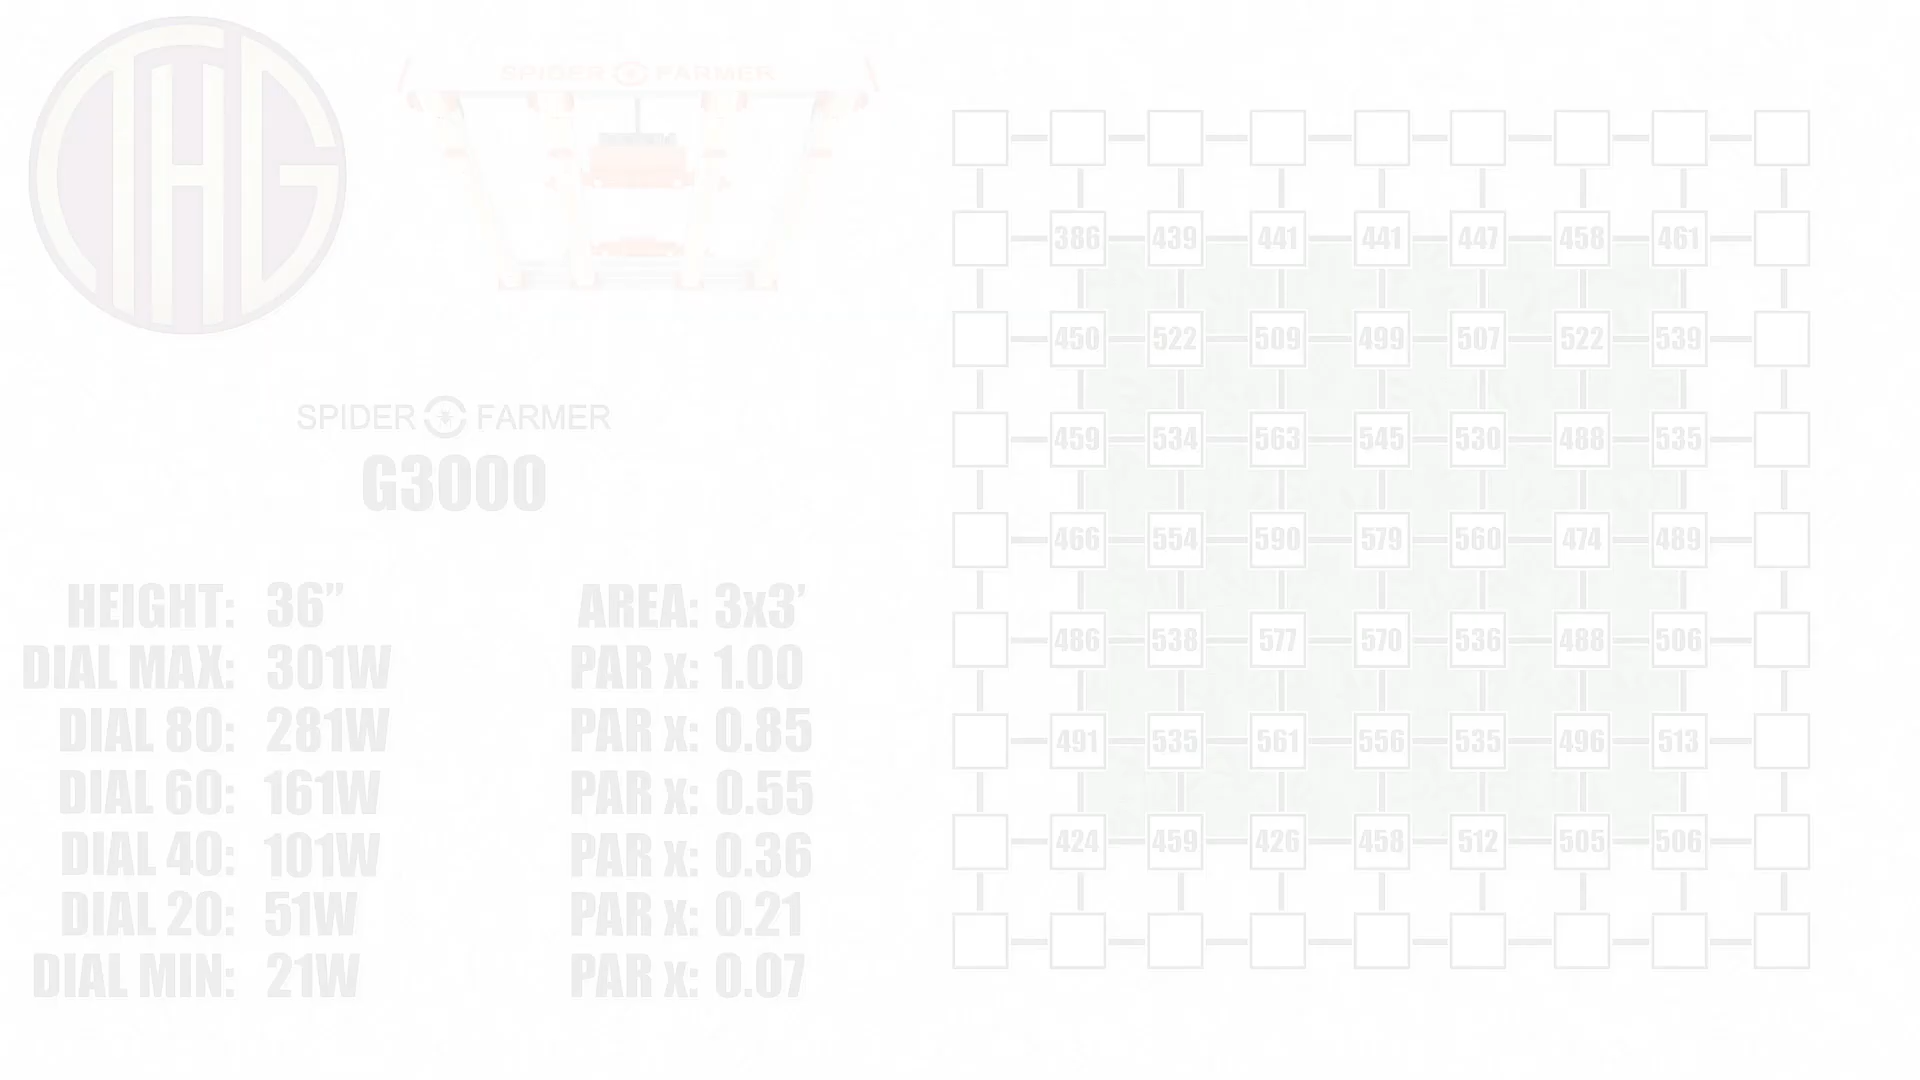 THG
SPIDER FARMER
SPIDER FARMER
G3000
HEIGHT: 36”
DIAL MAX: 301W
DIAL 80: 281W
DIAL 60: 161W
DIAL 40: 101W
DIAL 20: 51W
DIAL MIN: 21W
AREA: 3x3’
PAR x: 1.00
PAR x: 0.85
PAR x: 0.55
PAR x: 0.36
PAR x: 0.21
PAR x: 0.07
386 439 441 441 447 458 461
450 522 509 499 507 522 539
459 534 563 545 530 488 535
466 554 590 579 560 474 489
486 538 577 570 536 488 506
491 535 561 556 535 496 513
424 459 426 458 512 505 506